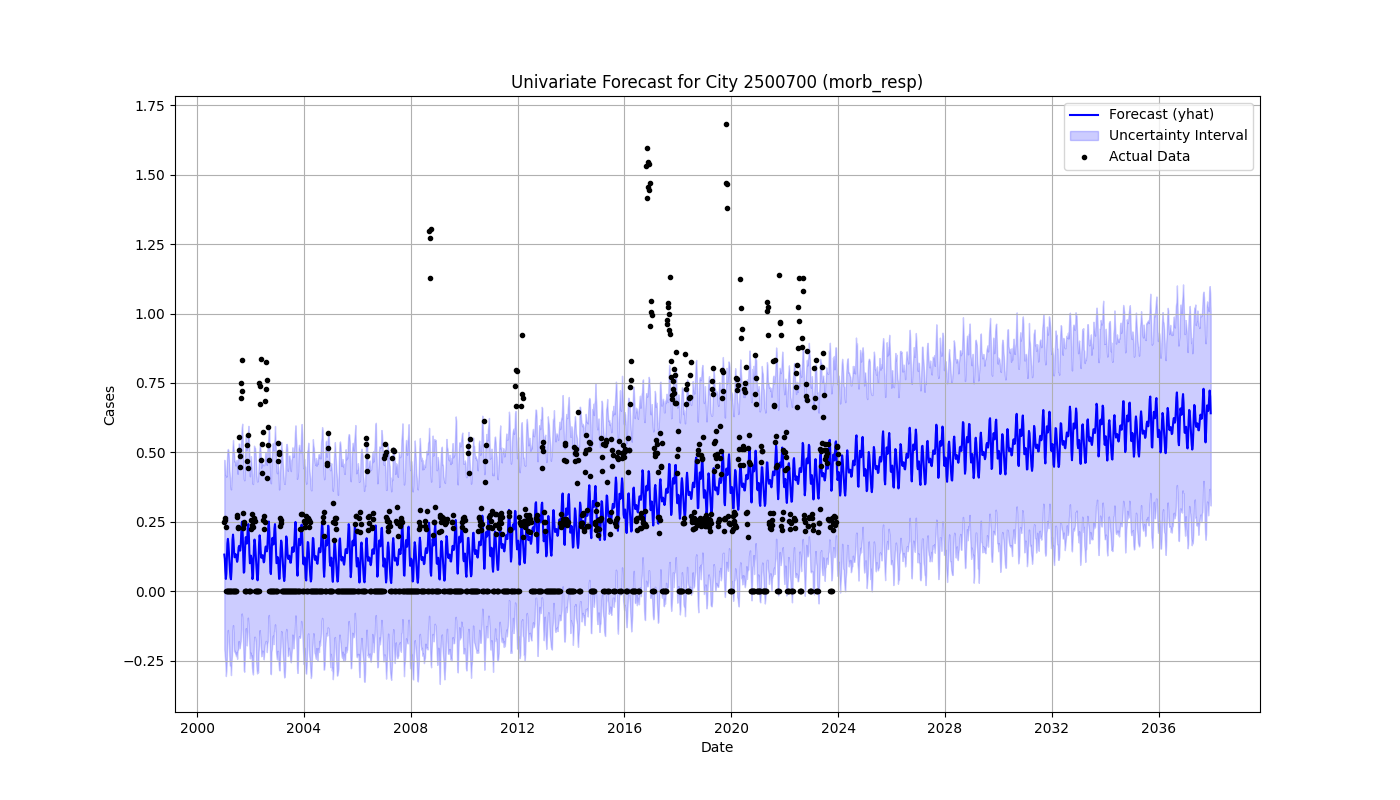 Univariate Forecast for City 2500700 (morb_resp)
Forecast (yhat)
Uncertainty Interval
Actual Data
Cases
1.75
1.50
1.25
1.00
0.75
0.50
0.25
0.00
−0.25
2000 2004 2008 2012 2016 2020 2024 2028 2032 2036
Date